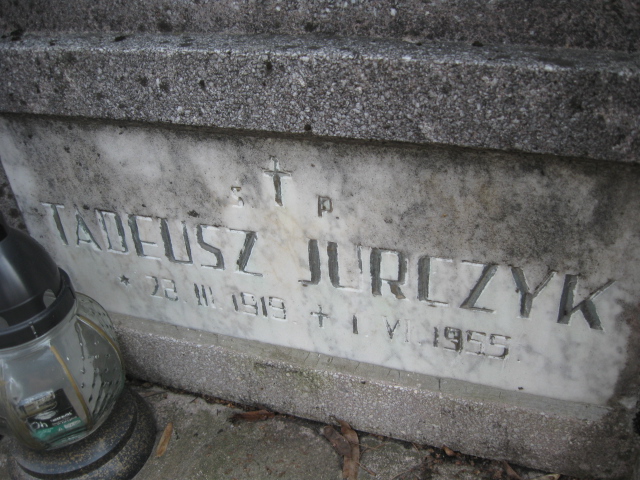 ś † p.
TADEUSZ JURCZYK
* 28 III 1919 † 1 VI 1955